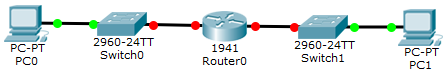 PC-PT
PC0
2960-24TT
Switch0
1941
Router0
2960-24TT
Switch1
PC-PT
PC1